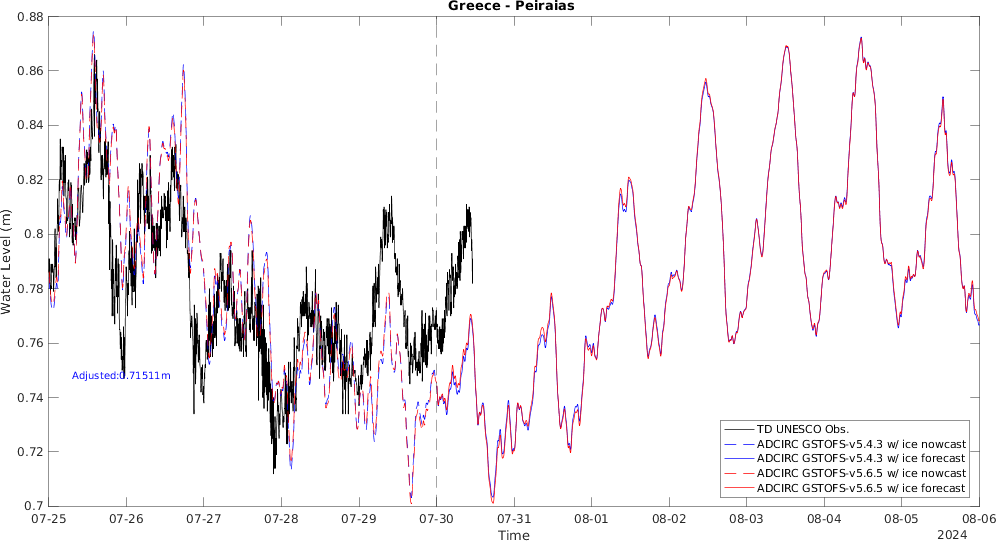 Greece - Peiraias
Water Level (m)
0.88
0.86
0.84
0.82
0.8
0.78
0.76
0.74
0.72
0.7
Adjusted:0.71511m
TD UNESCO Obs.
ADCIRC GSTOFS-v5.4.3 w/ ice nowcast
ADCIRC GSTOFS-v5.4.3 w/ ice forecast
ADCIRC GSTOFS-v5.6.5 w/ ice nowcast
ADCIRC GSTOFS-v5.6.5 w/ ice forecast
07-25 07-26 07-27 07-28 07-29 07-30 07-31 08-01 08-02 08-03 08-04 08-05 08-06
Time
2024